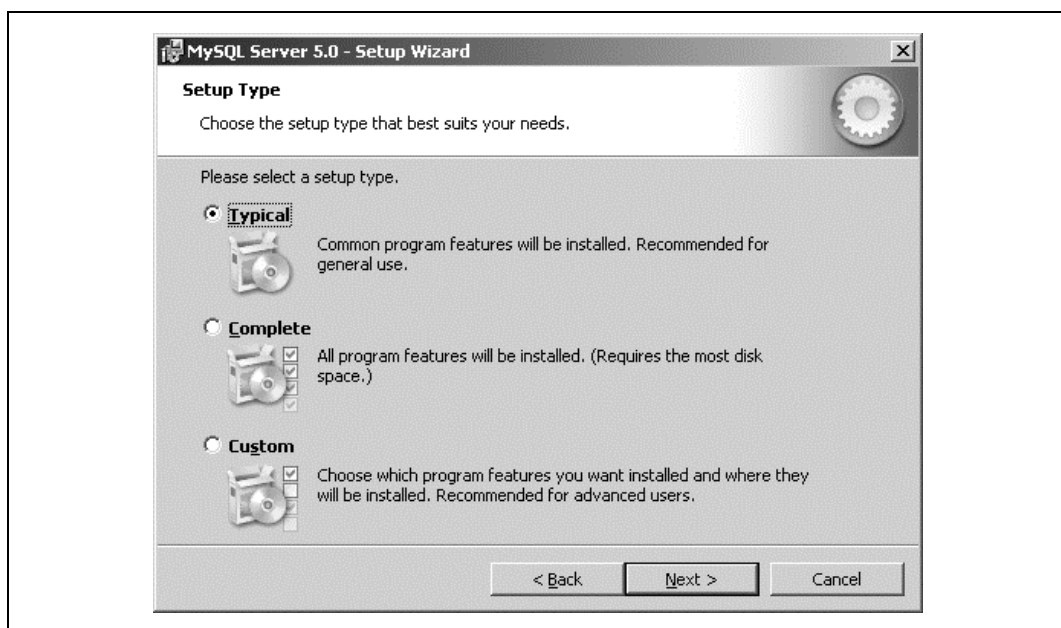 MySQL Server 5.0 - Setup Wizard
Setup Type
Choose the setup type that best suits your needs.
Please select a setup type.
Typical
Common program features will be installed. Recommended for
general use.
Complete
All program features will be installed. (Requires the most disk
space.)
Custom
Choose which program features you want installed and where they
will be installed. Recommended for advanced users.
< Back
Next >
Cancel